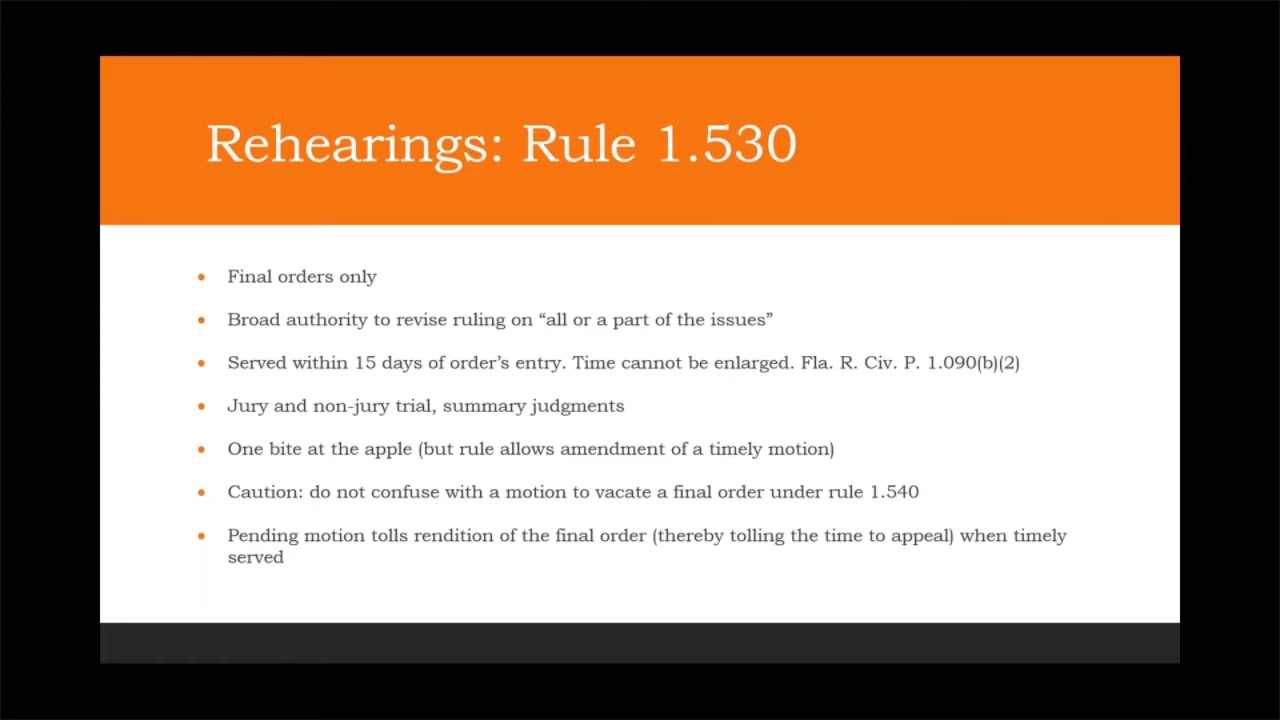 Rehearings: Rule 1.530
• Final orders only
• Broad authority to revise ruling on “all or a part of the issues”
• Served within 15 days of order’s entry. Time cannot be enlarged. Fla. R. Civ. P. 1.090(b)(2)
• Jury and non-jury trial, summary judgments
• One bite at the apple (but rule allows amendment of a timely motion)
• Caution: do not confuse with a motion to vacate a final order under rule 1.540
• Pending motion tolls rendition of the final order (thereby tolling the time to appeal) when timely
served